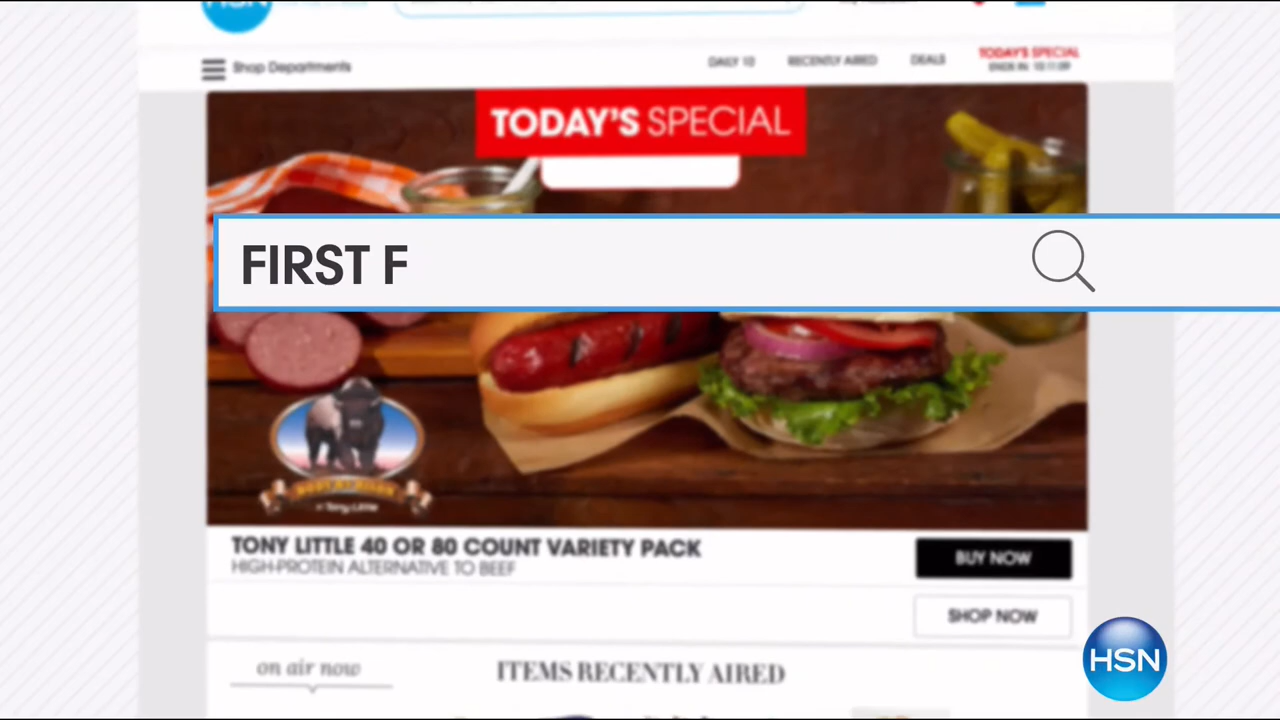 HSN
Shop Departments
DAILY 10
RECENTLY AIRED
DEALS
TODAY'S SPECIAL
TODAY'S SPECIAL
FIRST F
TONY LITTLE 40 OR 80 COUNT VARIETY PACK
HIGH-PROTEIN ALTERNATIVE TO BEEF
BUY NOW
SHOP NOW
HSN
on air now
ITEMS RECENTLY AIRED